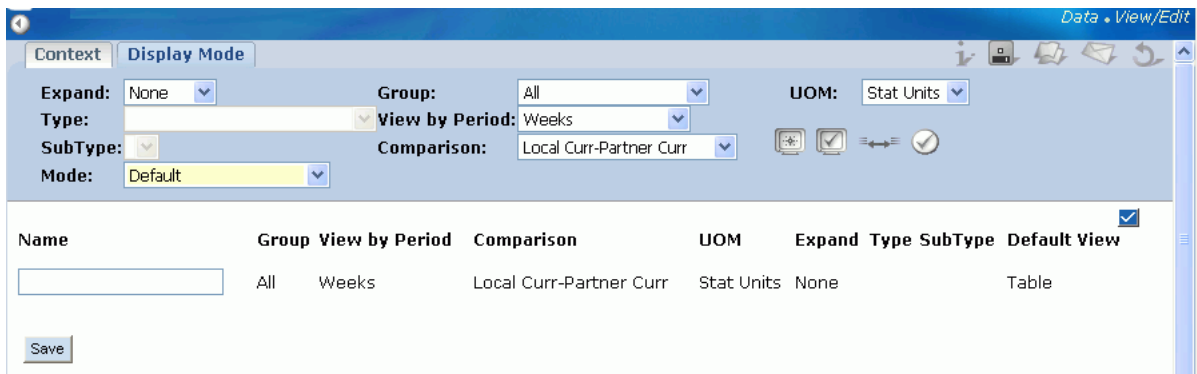 Data • View/Edit
Context Display Mode
Expand: None Group: All UOM: Stat Units
Type: View by Period: Weeks
SubType: Comparison: Local Curr-Partner Curr
Mode: Default
Name Group View by Period Comparison UOM Expand Type SubType Default View
All Weeks Local Curr-Partner Curr Stat Units None Table
Save